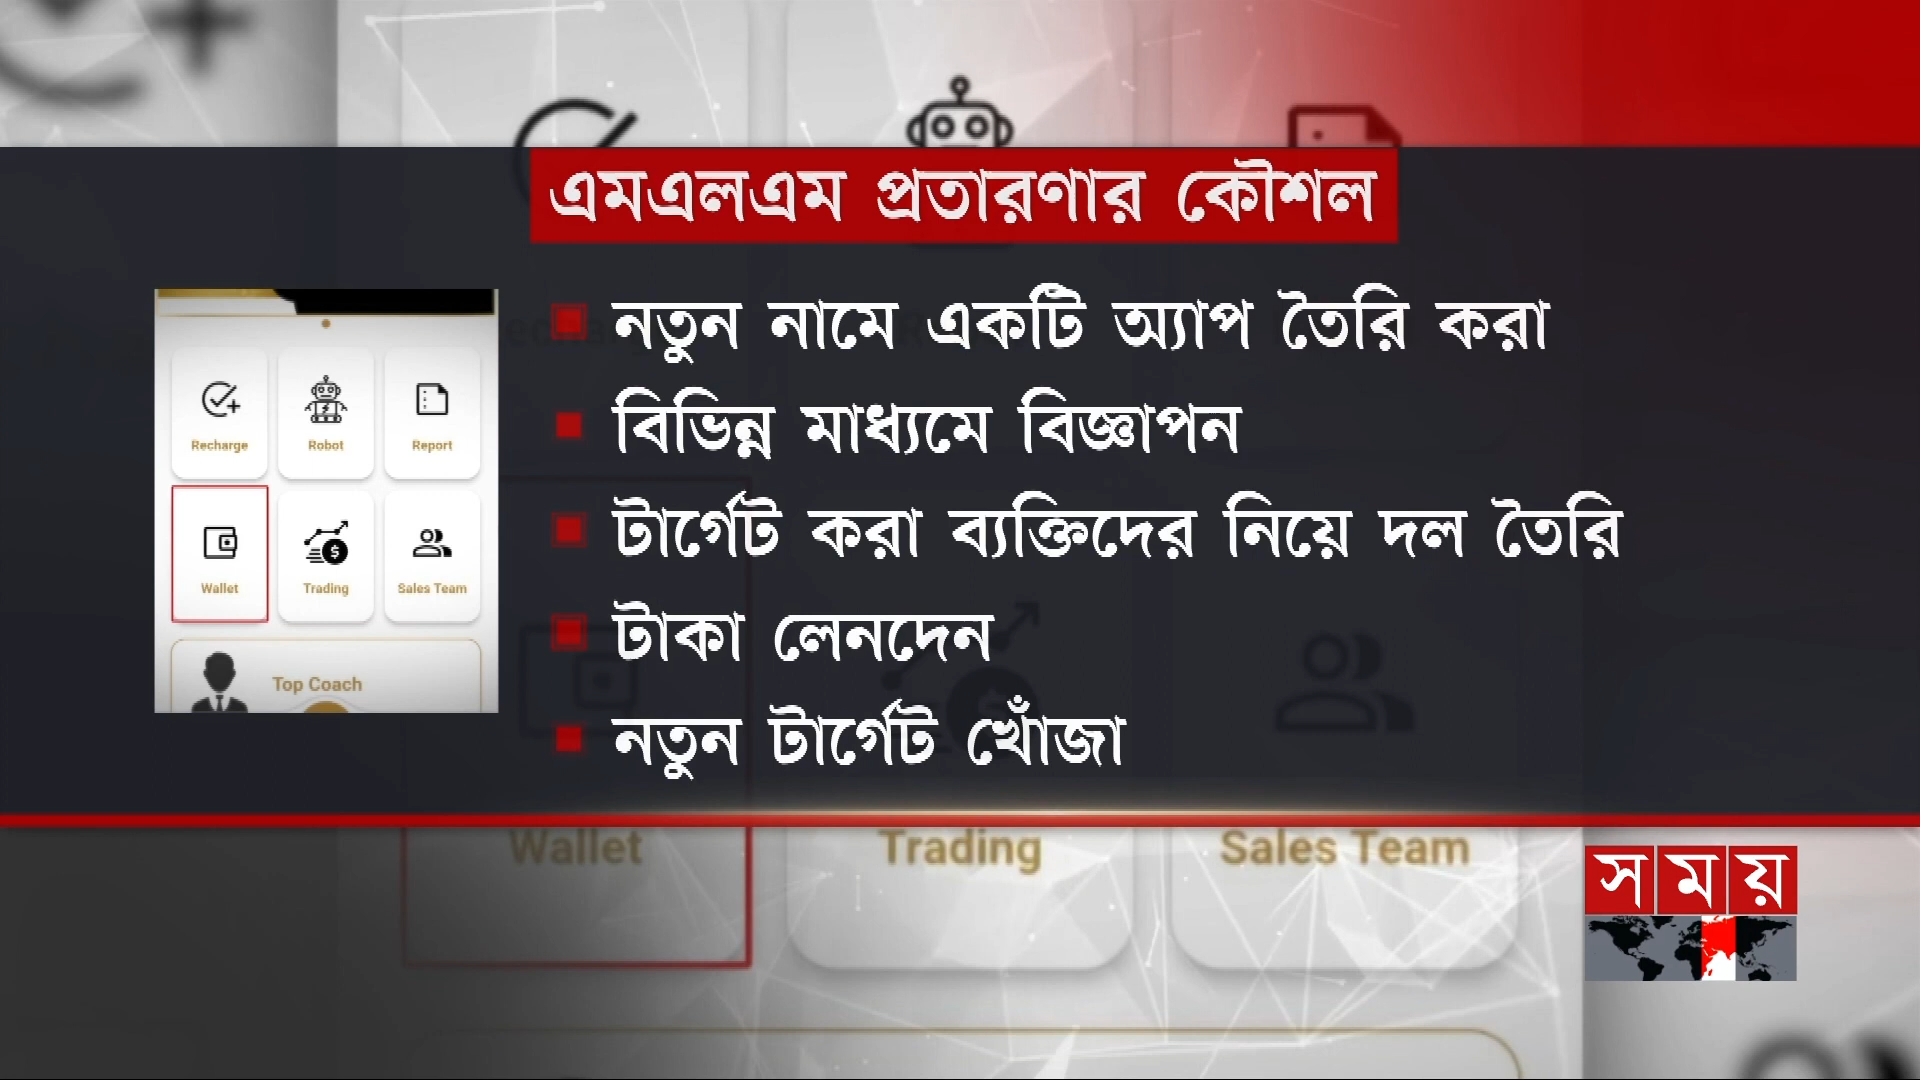 এমএলএম প্রতারণার কৌশল
নতুন নামে একটি অ্যাপ তৈরি করা
বিভিন্ন মাধ্যমে বিজ্ঞাপন
টার্গেট করা ব্যক্তিদের নিয়ে দল তৈরি
টাকা লেনদেন
নতুন টার্গেট খোঁজা
Recharge Robot Report
Wallet Trading Sales Team
Top Coach
Wallet Trading Sales Team
সময়